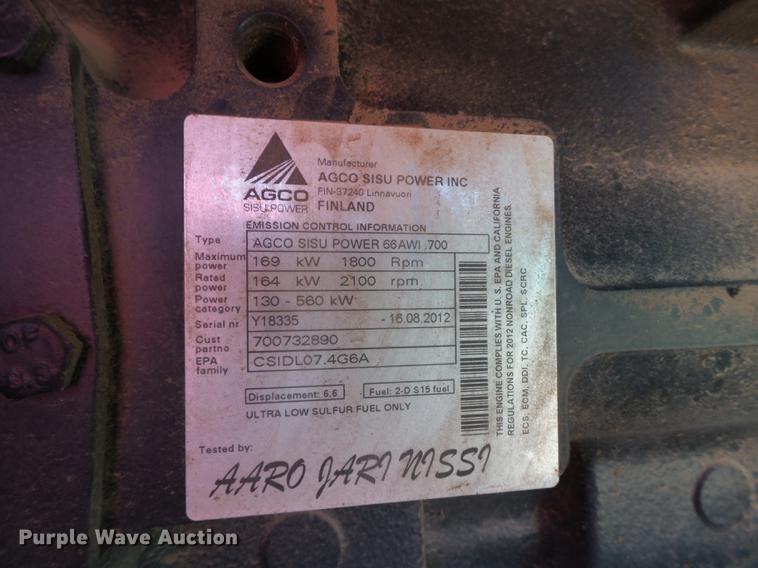 AGCO
SISU POWER
Manufacturer
AGCO SISU POWER INC
FIN-37240 Linnavuori
FINLAND
EMISSION CONTROL INFORMATION
Type AGCO SISU POWER 66AWI .700
Maximum power 169 kW 1800 Rpm
Rated power 164 kW 2100 rpm
Power category 130 - 560 kW
Serial nr Y18335 - 16.08.2012
Cust partno 700732890
EPA family CSIDL07.4G6A
Displacement: 6.6 Fuel: 2-D S15 fuel
ULTRA LOW SULFUR FUEL ONLY
Tested by: AARO JARI NISSI
THIS ENGINE COMPLIES WITH U.S. EPA AND CALIFORNIA
REGULATIONS FOR 2012 NONROAD DIESEL ENGINES.
ECS, ECM, DDI, TC, CAC, SPL, SCRC
Purple Wave Auction